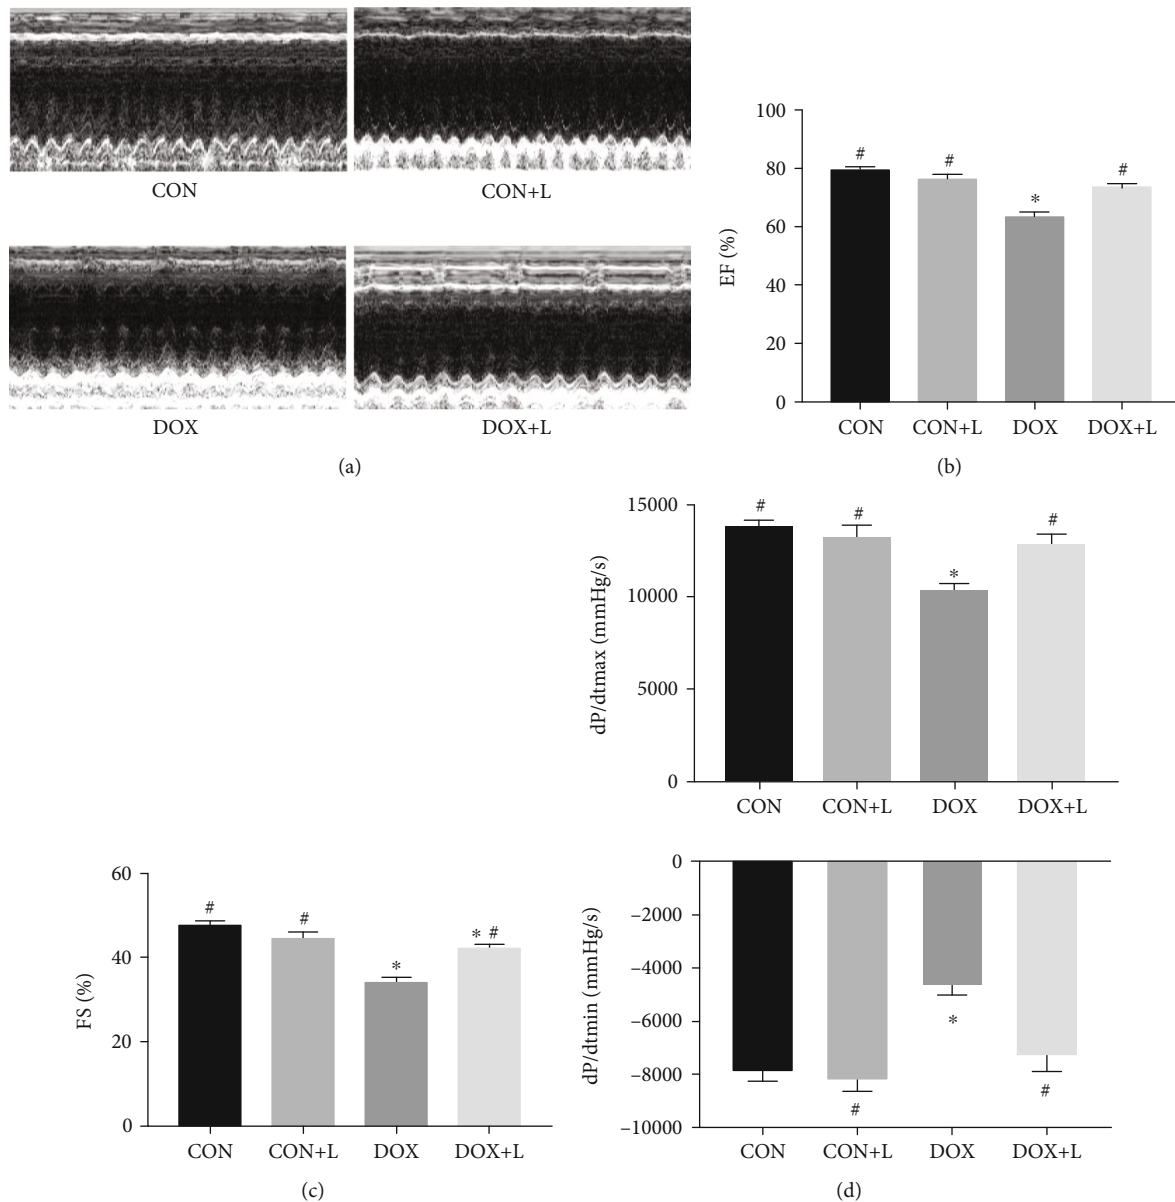 CON
CON+L
DOX
DOX+L
(a)
100
80
60
40
20
0
EF (%)
#
#
*
#
CON
CON+L
DOX
DOX+L
(b)
60
40
20
0
FS (%)
#
#
*
* #
CON
CON+L
DOX
DOX+L
(c)
15000
10000
5000
0
dP/dtmax (mmHg/s)
#
#
*
#
CON
CON+L
DOX
DOX+L
0
–2000
–4000
–6000
–8000
–10000
dP/dtmin (mmHg/s)
#
*
#
CON
CON+L
DOX
DOX+L
(d)